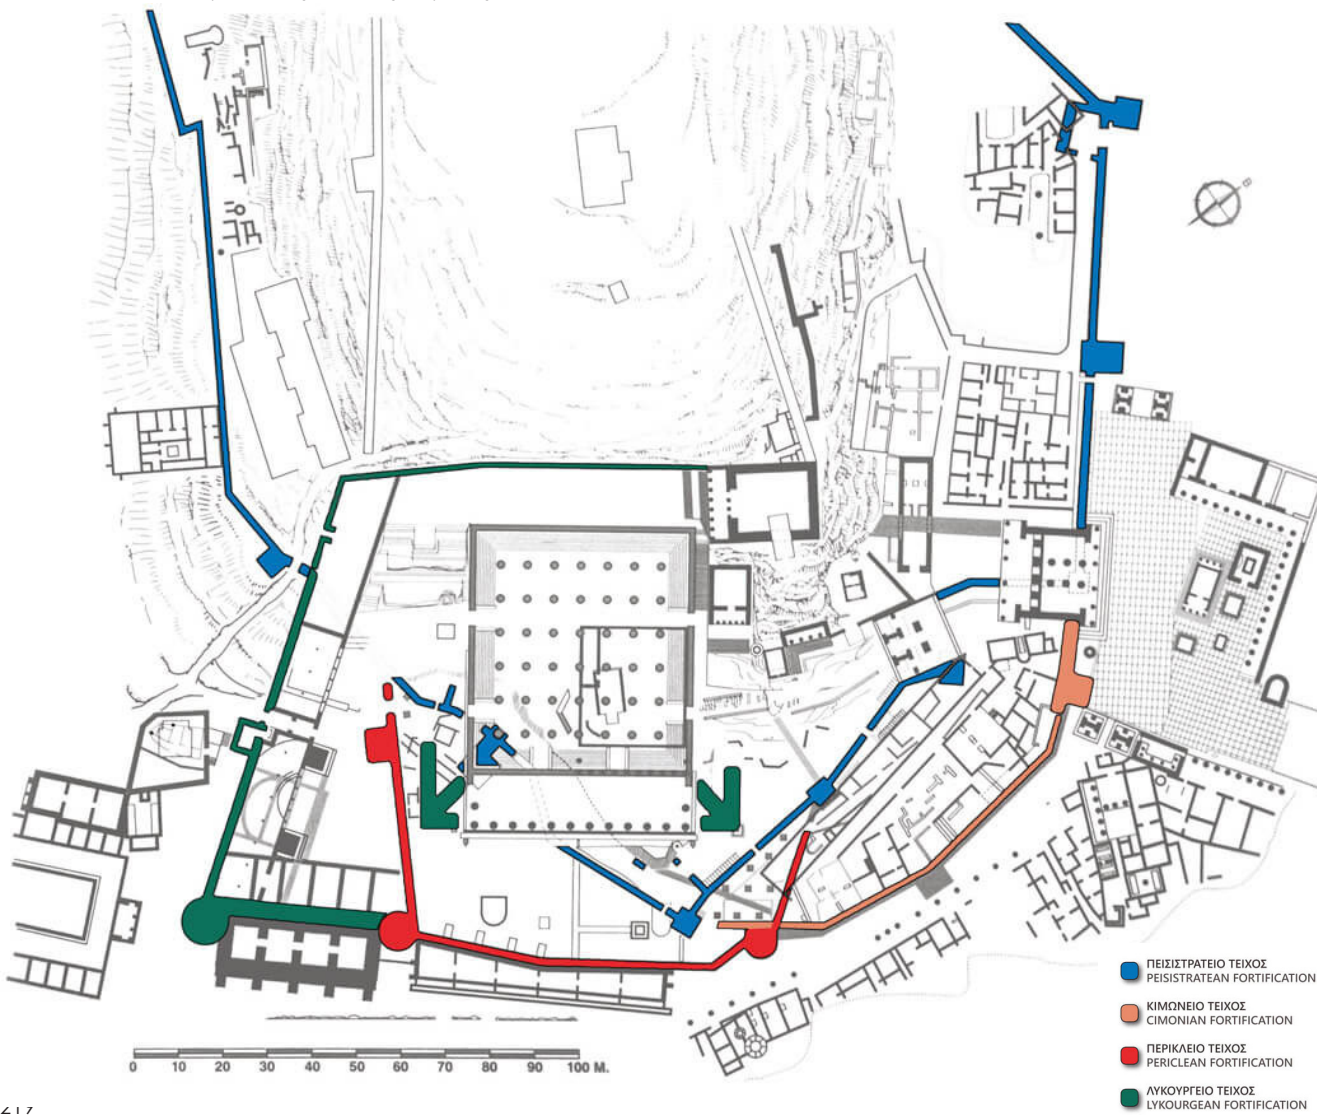 0 10 20 30 40 50 60 70 80 90 100 M.
ΠΕΙΣΙΣΤΡΑΤΕΙΟ ΤΕΙΧΟΣ
PEISISTRATEAN FORTIFICATION
ΚΙΜΩΝΕΙΟ ΤΕΙΧΟΣ
CIMONIAN FORTIFICATION
ΠΕΡΙΚΛΕΙΟ ΤΕΙΧΟΣ
PERICLEAN FORTIFICATION
ΛΥΚΟΥΡΓΕΙΟ ΤΕΙΧΟΣ
LYKOURGEAN FORTIFICATION